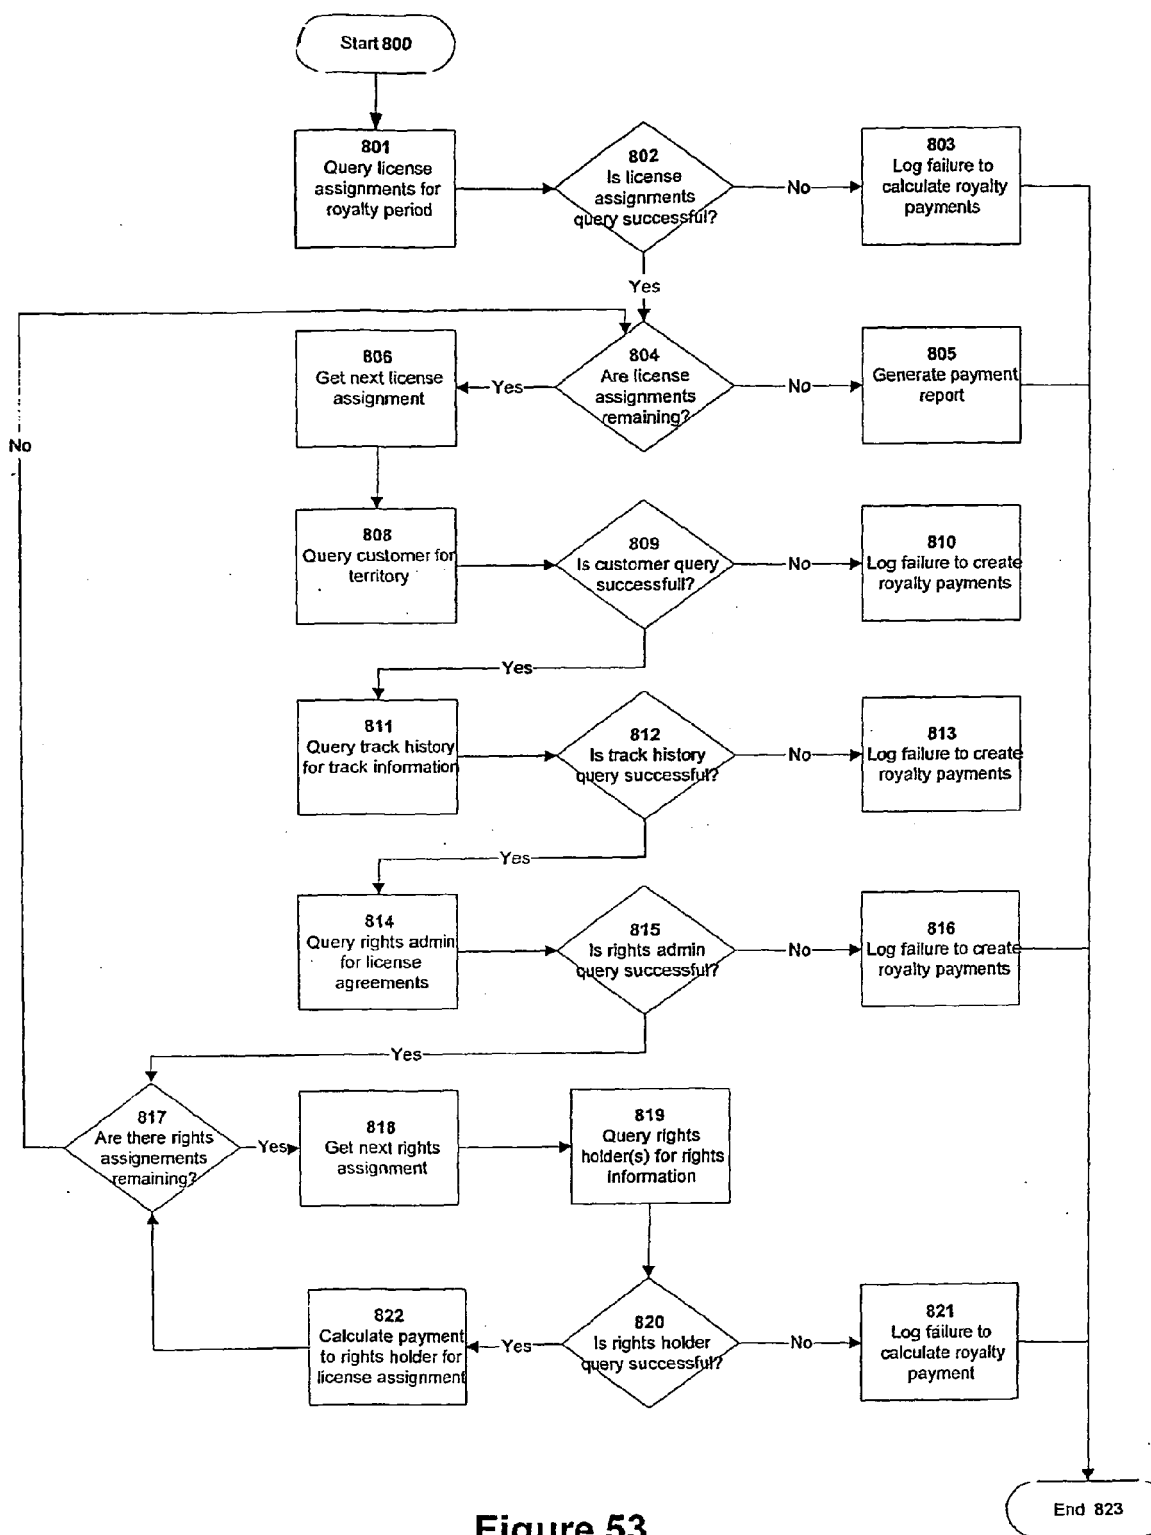 Start 800
801
Query license
assignments for
royalty period
802
Is license
assignments
query successful?
No
803
Log failure to
calculate royalty
payments
Yes
806
Get next license
assignment
Yes
804
Are license
assignments
remaining?
No
805
Generate payment
report
No
808
Query customer for
territory
809
Is customer query
successfull?
No
810
Log failure to create
royalty payments
Yes
811
Query track history
for track information
812
Is track history
query successful?
No
813
Log failure to create
royalty payments
Yes
814
Query rights admin
for license
agreements
815
Is rights admin
query successful?
No
816
Log failure to create
royalty payments
Yes
817
Are there rights
assignements
remaining?
Yes
818
Get next rights
assignment
819
Query rights
holder(s) for rights
information
822
Calculate payment
to rights holder for
license assignment
Yes
820
Is rights holder
query successful?
No
821
Log failure to
calculate royalty
payment
End 823
Figure 53